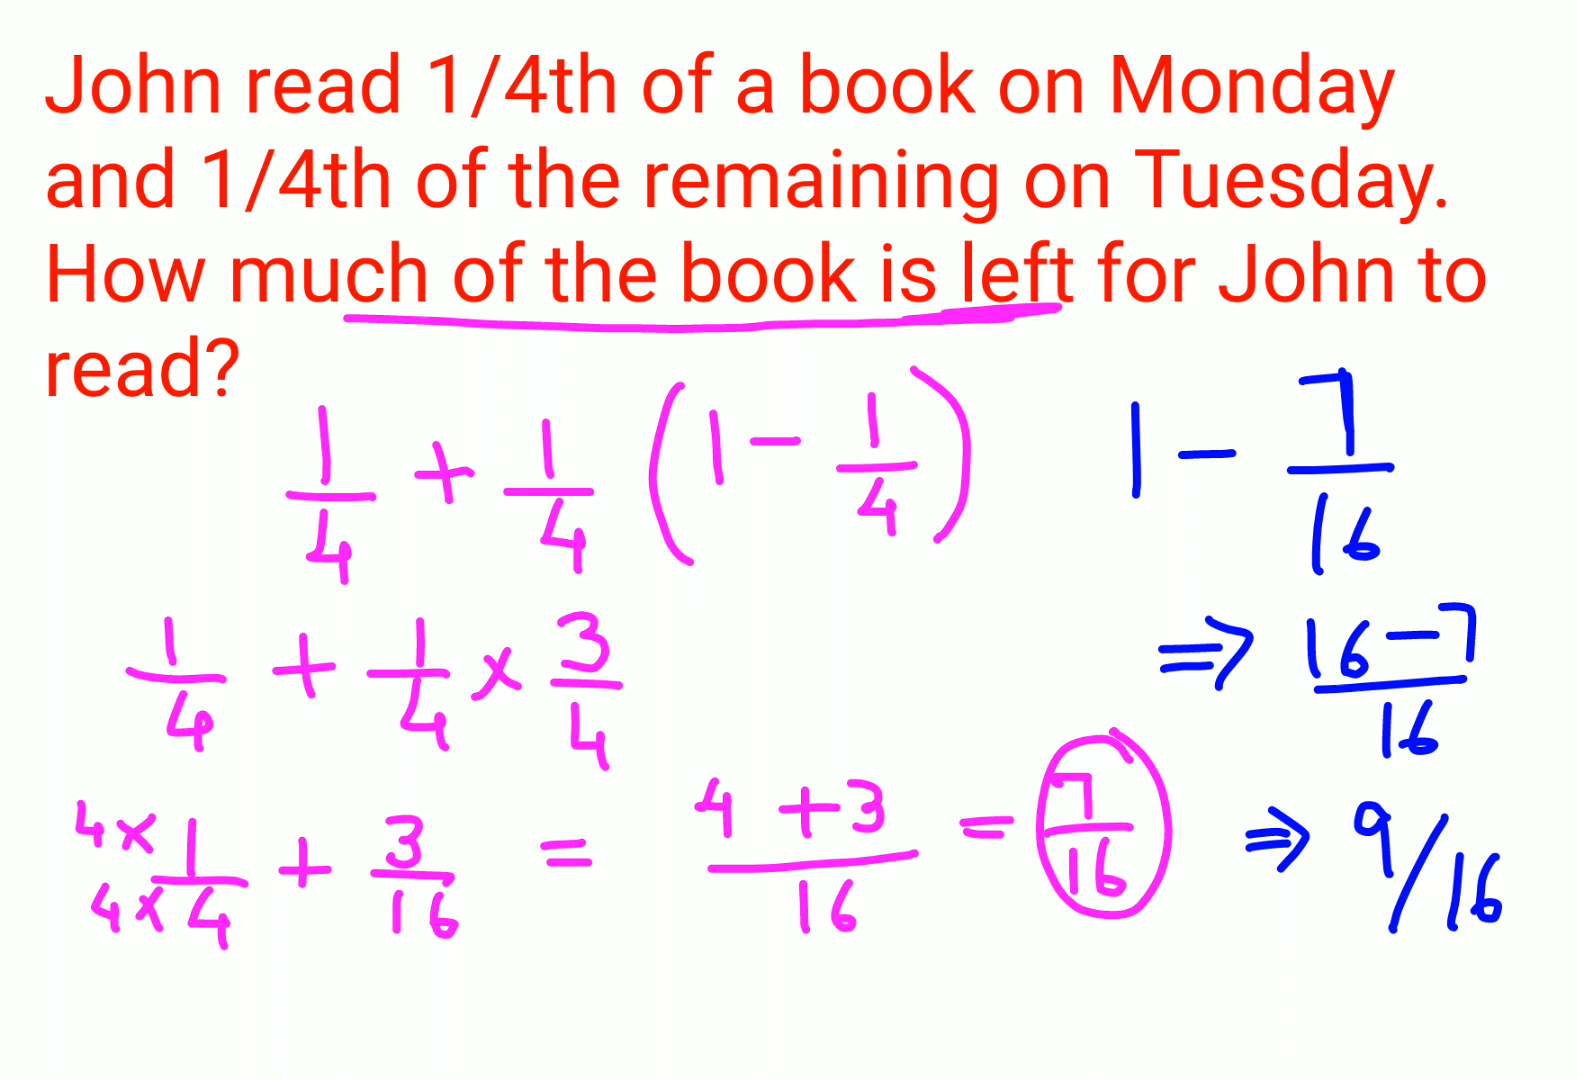 John read 1/4th of a book on Monday
and 1/4th of the remaining on Tuesday.
How much of the book is left for John to
read?
1/4 + 1/4 (1 - 1/4)
1/4 + 1/4 × 3/4
4×1/4×4 + 3/16 = 4+3/16 = 7/16
1 - 7/16
⇒ 16-7/16
⇒ 9/16